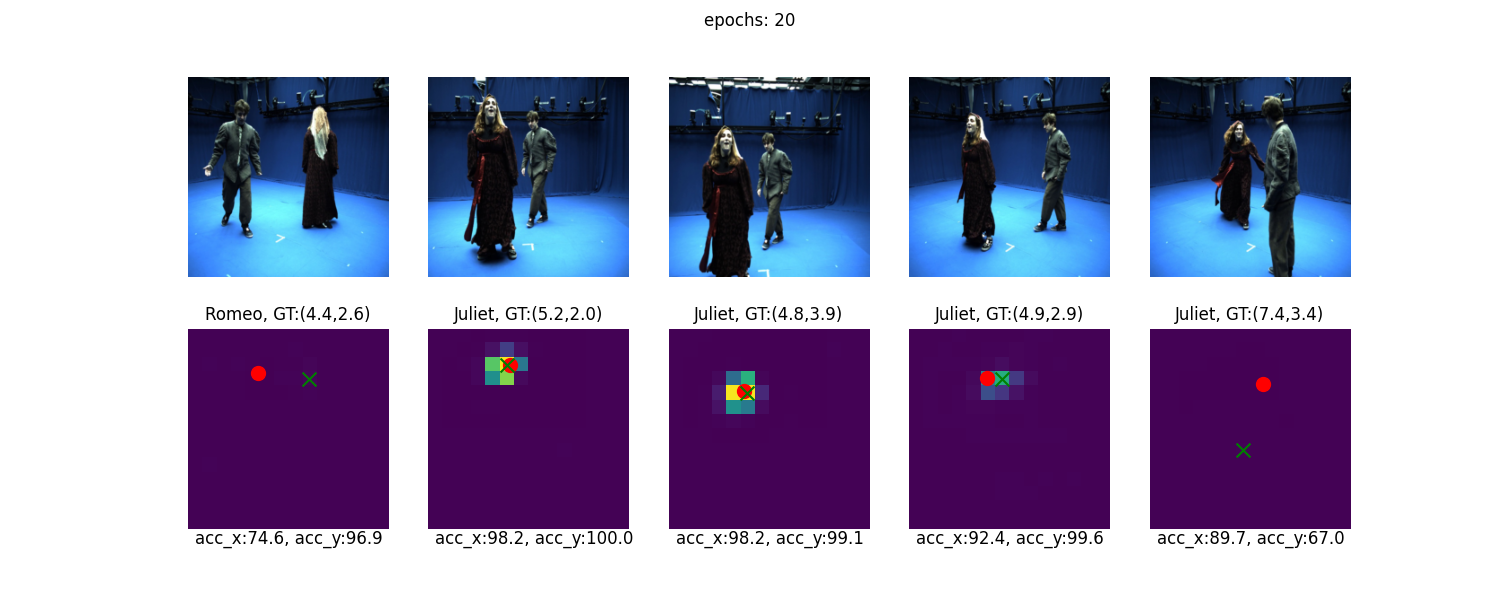 epochs: 20
Romeo, GT:(4.4,2.6)
Juliet, GT:(5.2,2.0)
Juliet, GT:(4.8,3.9)
Juliet, GT:(4.9,2.9)
Juliet, GT:(7.4,3.4)
acc_x:74.6, acc_y:96.9
acc_x:98.2, acc_y:100.0
acc_x:98.2, acc_y:99.1
acc_x:92.4, acc_y:99.6
acc_x:89.7, acc_y:67.0